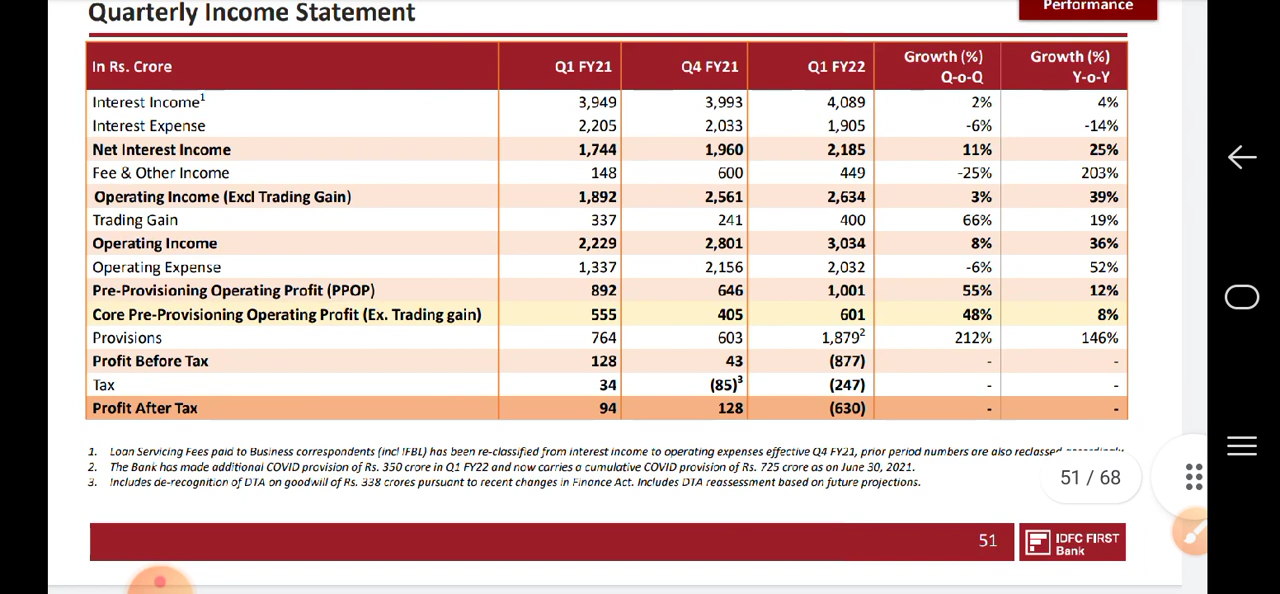 Quarterly Income Statement
Performance
In Rs. Crore Q1 FY21 Q4 FY21 Q1 FY22 Growth (%) Q-o-Q Growth (%) Y-o-Y
Interest Income1 3,949 3,993 4,089 2% 4%
Interest Expense 2,205 2,033 1,905 -6% -14%
Net Interest Income 1,744 1,960 2,185 11% 25%
Fee & Other Income 148 600 449 -25% 203%
Operating Income (Excl Trading Gain) 1,892 2,561 2,634 3% 39%
Trading Gain 337 241 400 66% 19%
Operating Income 2,229 2,801 3,034 8% 36%
Operating Expense 1,337 2,156 2,032 -6% 52%
Pre-Provisioning Operating Profit (PPOP) 892 646 1,001 55% 12%
Core Pre-Provisioning Operating Profit (Ex. Trading gain) 555 405 601 48% 8%
Provisions 764 603 1,8792 212% 146%
Profit Before Tax 128 43 (877) - -
Tax 34 (85)3 (247) - -
Profit After Tax 94 128 (630) - -
1. Loan Servicing Fees paid to Business correspondents (incl IFBL) has been re-classified from interest income to operating expenses effective Q4 FY21, prior period numbers are also reclassed
2. The Bank has made additional COVID provision of Rs. 350 crore in Q1 FY22 and now carries a cumulative COVID provision of Rs. 725 crore as on June 30, 2021.
3. Includes de-recognition of DTA on goodwill of Rs. 338 crores pursuant to recent changes in Finance Act. Includes DTA reassessment based on future projections.
51 / 68
51
IDFC FIRST
Bank